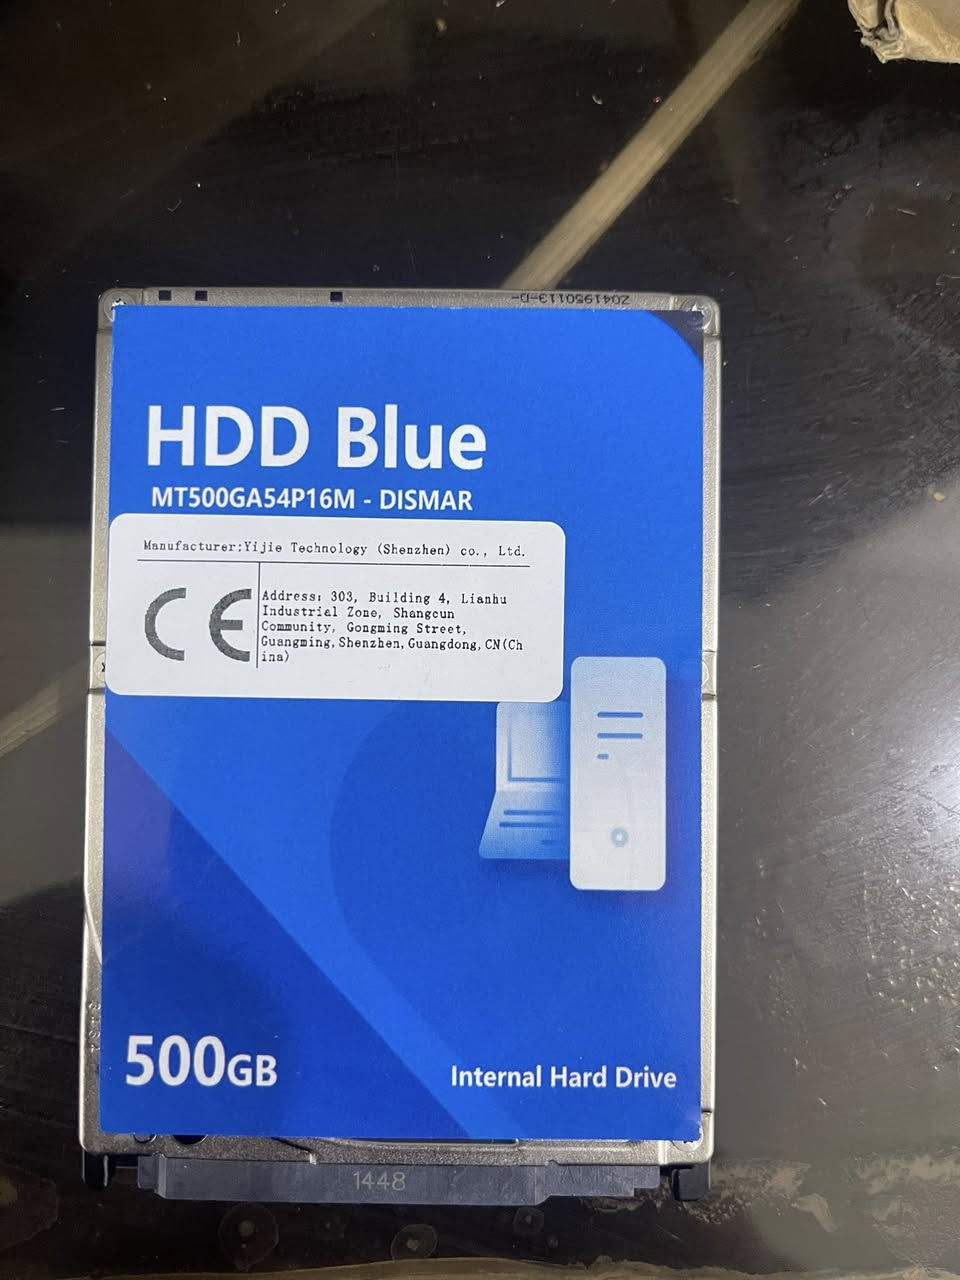 Z041950113-D-
HDD Blue
MT500GA54P16M - DISMAR
Manufacturer:Yijie Technology (Shenzhen) co., Ltd.
CE
Address: 303, Building 4, Lianhu
Industrial Zone, Shangcun
Community, Gongming Street,
Guangming,Shenzhen,Guangdong,CN(Ch
ina)
500GB
Internal Hard Drive
1448